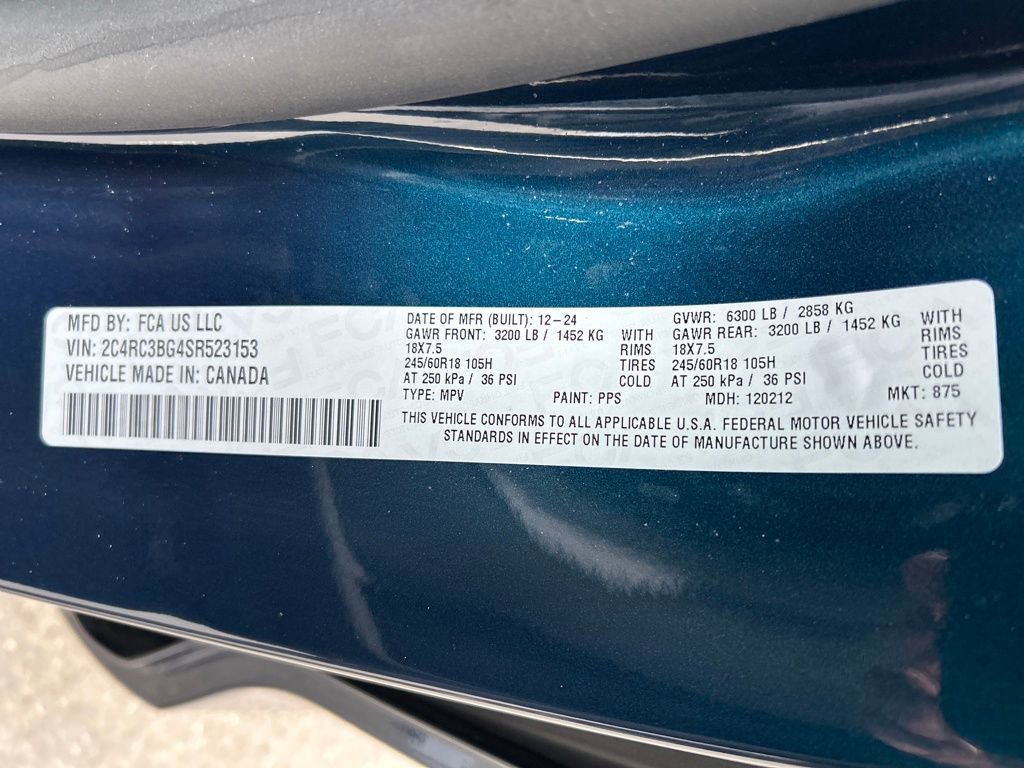 MFD BY: FCA US LLC
VIN: 2C4RC3BG4SR523153
VEHICLE MADE IN: CANADA
DATE OF MFR (BUILT): 12-24
GAWR FRONT: 3200 LB / 1452 KG WITH
18X7.5 RIMS
245/60R18 105H TIRES
AT 250 kPa / 36 PSI COLD
GVWR: 6300 LB / 2858 KG
GAWR REAR: 3200 LB / 1452 KG WITH
18X7.5 RIMS
245/60R18 105H TIRES
AT 250 kPa / 36 PSI COLD
TYPE: MPV PAINT: PPS MDH: 120212 MKT: 875
THIS VEHICLE CONFORMS TO ALL APPLICABLE U.S.A. FEDERAL MOTOR VEHICLE SAFETY
STANDARDS IN EFFECT ON THE DATE OF MANUFACTURE SHOWN ABOVE.